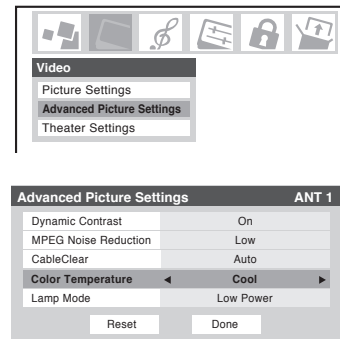 Video
Picture Settings
Advanced Picture Settings
Theater Settings
Advanced Picture Settings ANT 1
Dynamic Contrast On
MPEG Noise Reduction Low
CableClear Auto
Color Temperature ◀ Cool ▶
Lamp Mode Low Power
Reset Done